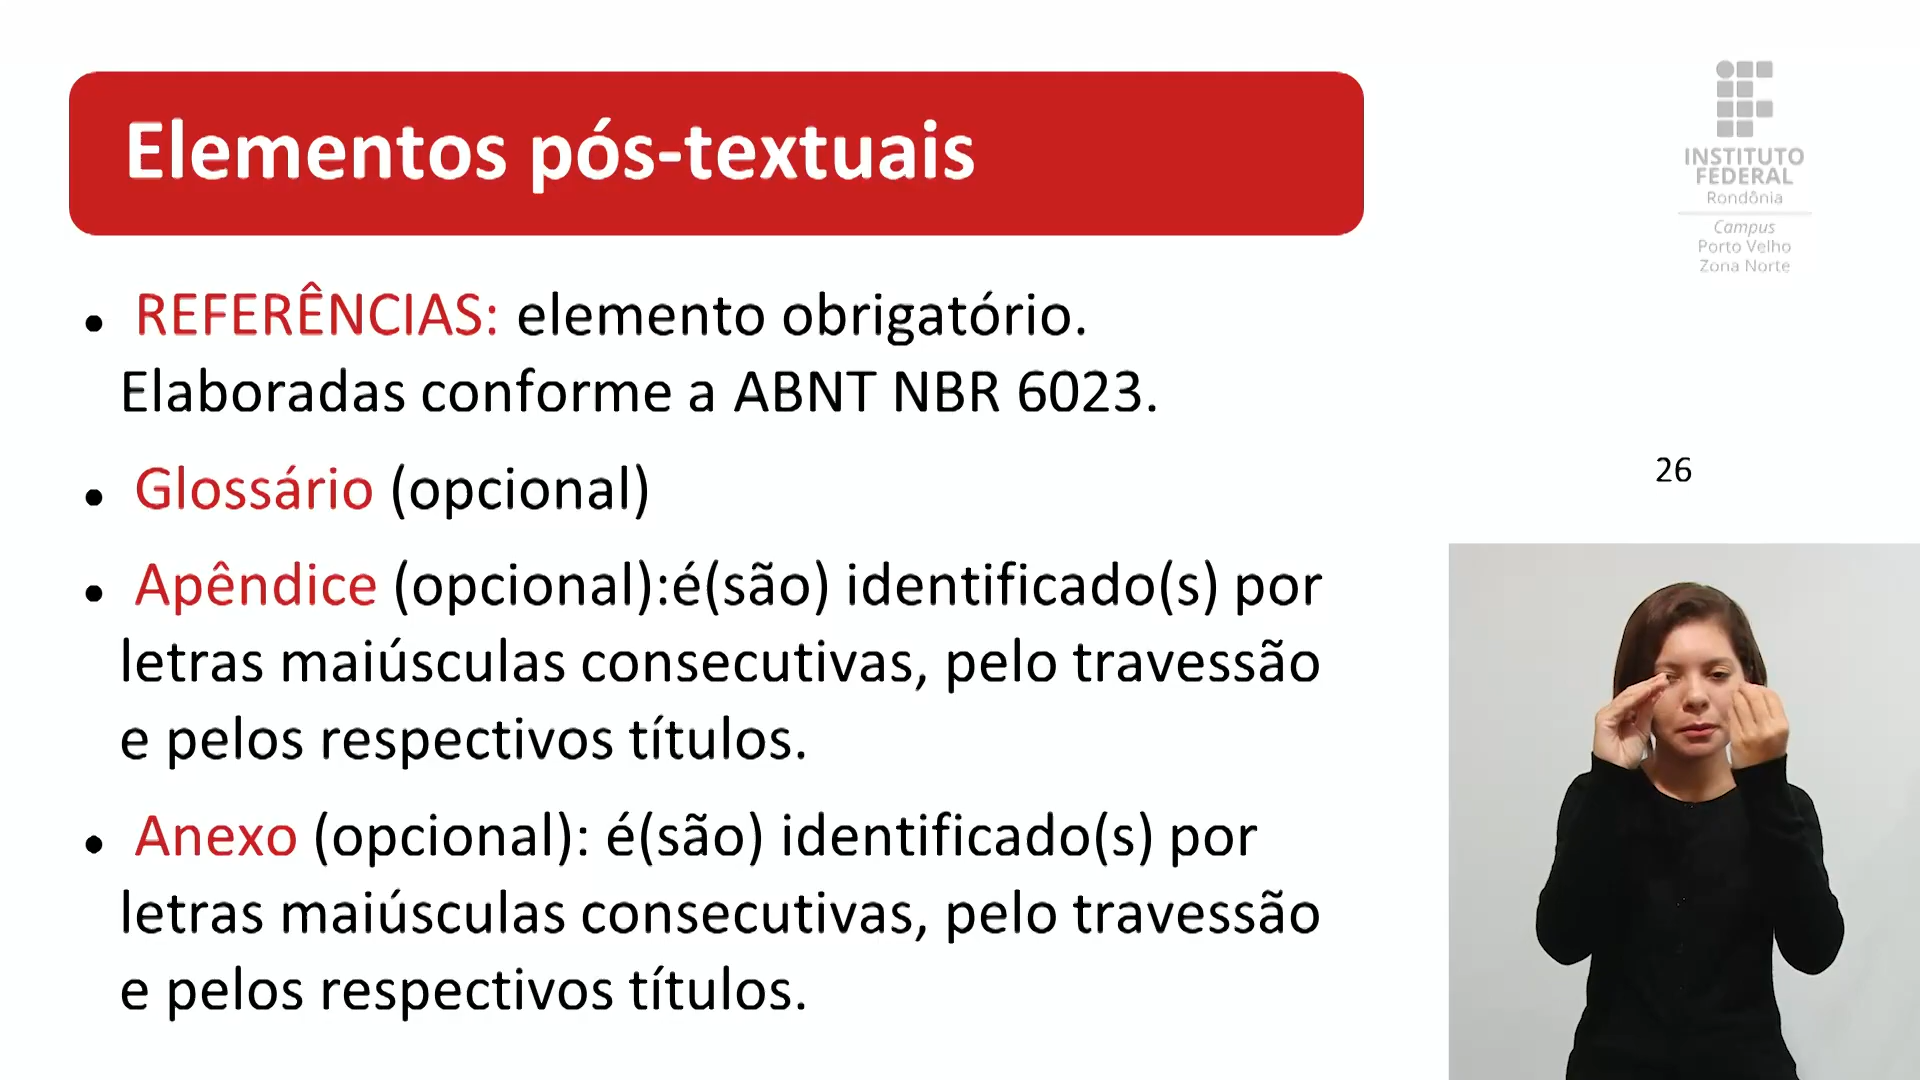 Elementos pós-textuais
INSTITUTO
FEDERAL
Rondônia
Campus
Porto Velho
Zona Norte
• REFERÊNCIAS: elemento obrigatório.
Elaboradas conforme a ABNT NBR 6023.
• Glossário (opcional)
• Apêndice (opcional):é(são) identificado(s) por
letras maiúsculas consecutivas, pelo travessão
e pelos respectivos títulos.
• Anexo (opcional): é(são) identificado(s) por
letras maiúsculas consecutivas, pelo travessão
e pelos respectivos títulos.
26